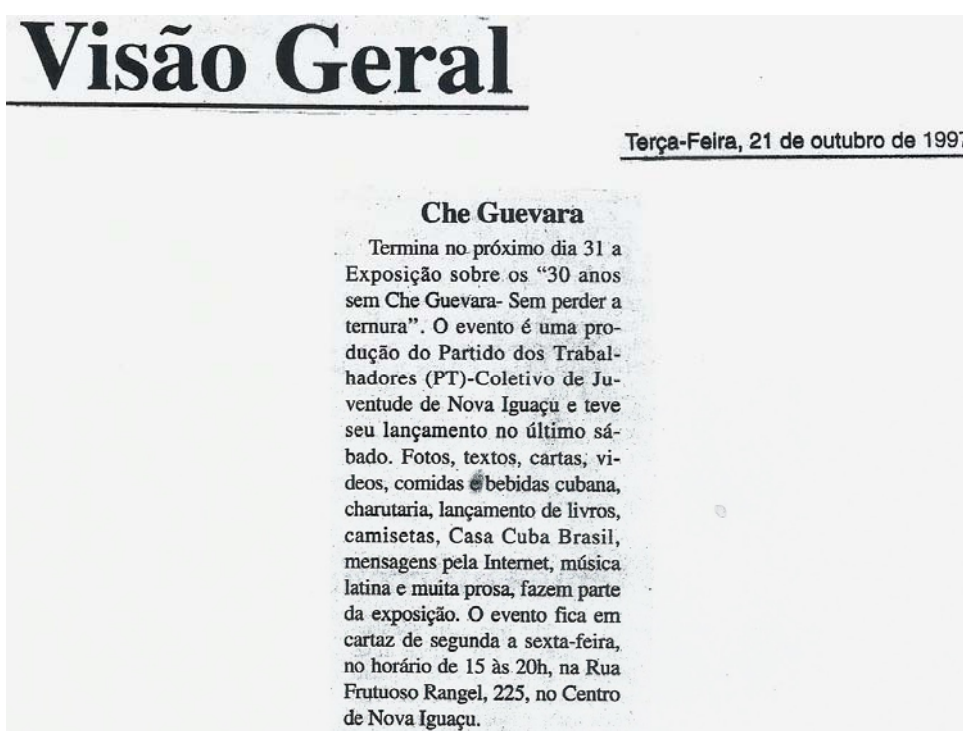 Visão Geral
Terça-Feira, 21 de outubro de 1997
Che Guevara
Termina no próximo dia 31 a
Exposição sobre os “30 anos
sem Che Guevara- Sem perder a
ternura”. O evento é uma pro-
dução do Partido dos Trabal-
hadores (PT)-Coletivo de Ju-
ventude de Nova Iguaçu e teve
seu lançamento no último sá-
bado. Fotos, textos, cartas, vi-
deos, comidas e bebidas cubana,
charutaria, lançamento de livros,
camisetas, Casa Cuba Brasil,
mensagens pela Internet, música
latina e muita prosa, fazem parte
da exposição. O evento fica em
cartaz de segunda a sexta-feira,
no horário de 15 às 20h, na Rua
Frutuoso Rangel, 225, no Centro
de Nova Iguaçu.